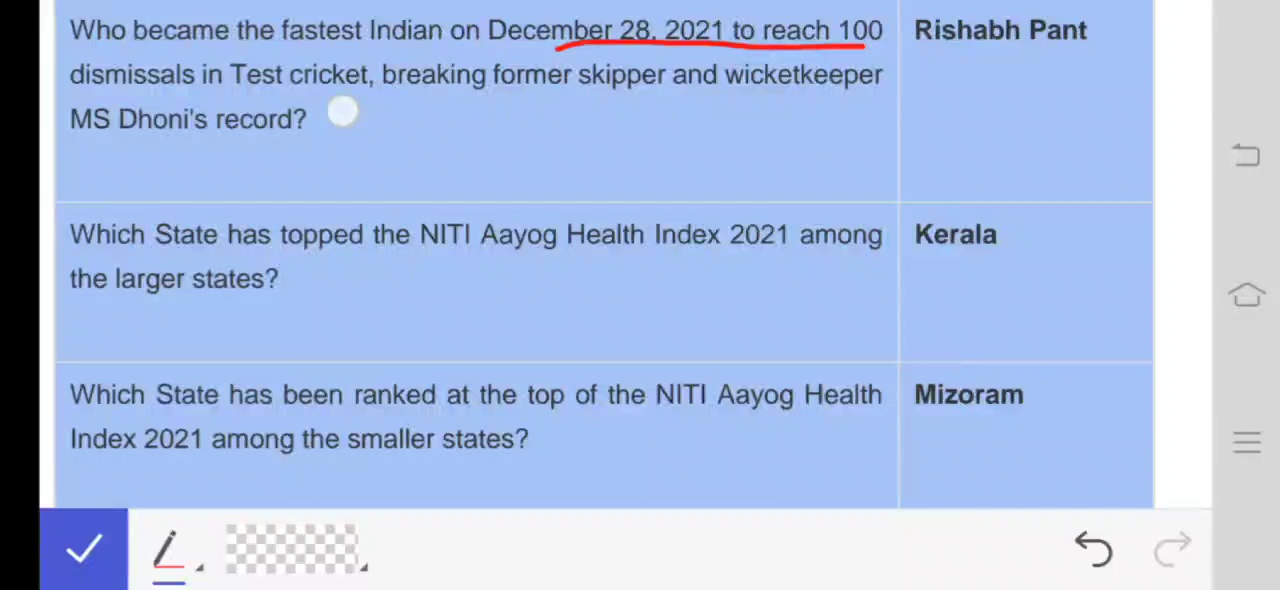 Who became the fastest Indian on December 28, 2021 to reach 100
dismissals in Test cricket, breaking former skipper and wicketkeeper
MS Dhoni's record?
Rishabh Pant
Which State has topped the NITI Aayog Health Index 2021 among
the larger states?
Kerala
Which State has been ranked at the top of the NITI Aayog Health
Index 2021 among the smaller states?
Mizoram